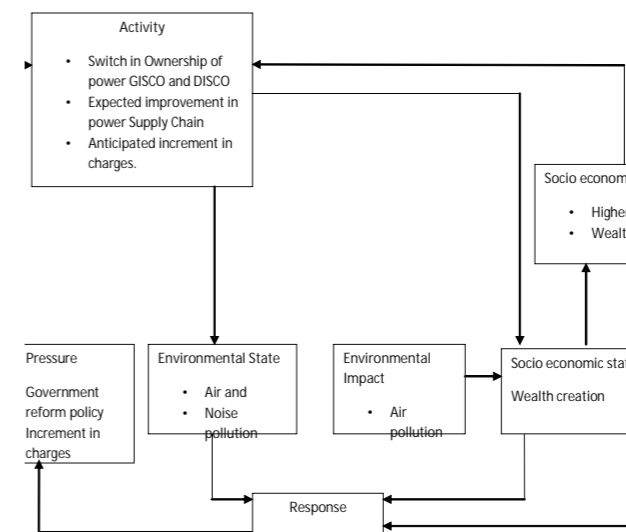 Activity
• Switch in Ownership of
power GISCO and DISCO
• Expected improvement in
power Supply Chain
• Anticipated increment in
charges.
Socio econom
• Higher
• Wealt
Pressure
Government
reform policy
Increment in
charges
Environmental State
• Air and
• Noise
pollution
Environmental
Impact
• Air
pollution
Socio economic stat
Wealth creation
Response